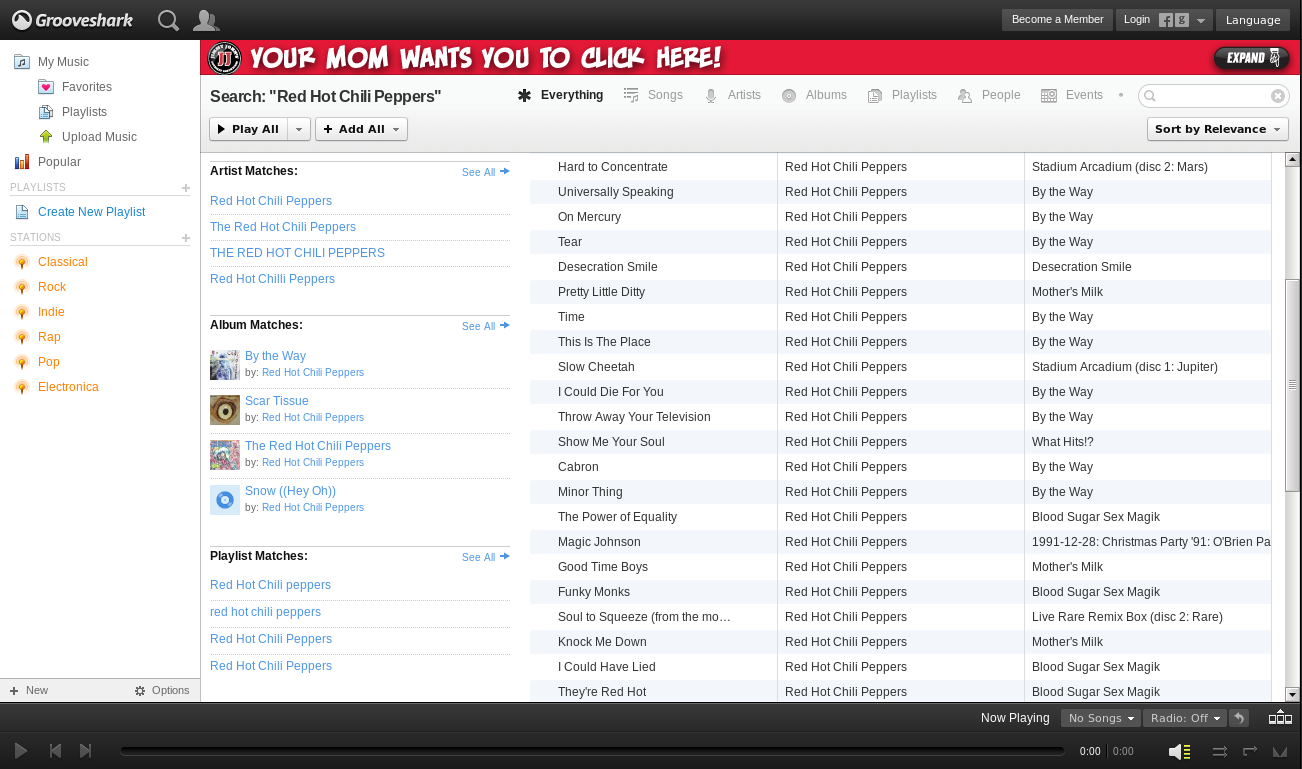 Grooveshark
Become a Member
Login
Language
My Music
Favorites
Playlists
Upload Music
Popular
PLAYLISTS
Create New Playlist
STATIONS
Classical
Rock
Indie
Rap
Pop
Electronica
New
Options
YOUR MOM WANTS YOU TO CLICK HERE!
EXPAND
Search: "Red Hot Chili Peppers"
Everything
Songs
Artists
Albums
Playlists
People
Events
Play All
Add All
Sort by Relevance
Artist Matches:
See All
Red Hot Chili Peppers
The Red Hot Chili Peppers
THE RED HOT CHILI PEPPERS
Red Hot Chilli Peppers
Album Matches:
See All
By the Way
by: Red Hot Chili Peppers
Scar Tissue
by: Red Hot Chili Peppers
The Red Hot Chili Peppers
by: Red Hot Chili Peppers
Snow ((Hey Oh))
by: Red Hot Chili Peppers
Playlist Matches:
See All
Red Hot Chili peppers
red hot chili peppers
Red Hot Chili Peppers
Red Hot Chili Peppers
Hard to Concentrate Red Hot Chili Peppers Stadium Arcadium (disc 2: Mars)
Universally Speaking Red Hot Chili Peppers By the Way
On Mercury Red Hot Chili Peppers By the Way
Tear Red Hot Chili Peppers By the Way
Desecration Smile Red Hot Chili Peppers Desecration Smile
Pretty Little Ditty Red Hot Chili Peppers Mother's Milk
Time Red Hot Chili Peppers By the Way
This Is The Place Red Hot Chili Peppers By the Way
Slow Cheetah Red Hot Chili Peppers Stadium Arcadium (disc 1: Jupiter)
I Could Die For You Red Hot Chili Peppers By the Way
Throw Away Your Television Red Hot Chili Peppers By the Way
Show Me Your Soul Red Hot Chili Peppers What Hits!?
Cabron Red Hot Chili Peppers By the Way
Minor Thing Red Hot Chili Peppers By the Way
The Power of Equality Red Hot Chili Peppers Blood Sugar Sex Magik
Magic Johnson Red Hot Chili Peppers 1991-12-28: Christmas Party '91: O'Brien Pa
Good Time Boys Red Hot Chili Peppers Mother's Milk
Funky Monks Red Hot Chili Peppers Blood Sugar Sex Magik
Soul to Squeeze (from the mo… Red Hot Chili Peppers Live Rare Remix Box (disc 2: Rare)
Knock Me Down Red Hot Chili Peppers Mother's Milk
I Could Have Lied Red Hot Chili Peppers Blood Sugar Sex Magik
They're Red Hot Red Hot Chili Peppers Blood Sugar Sex Magik
Now Playing
No Songs
Radio: Off
0:00
0:00